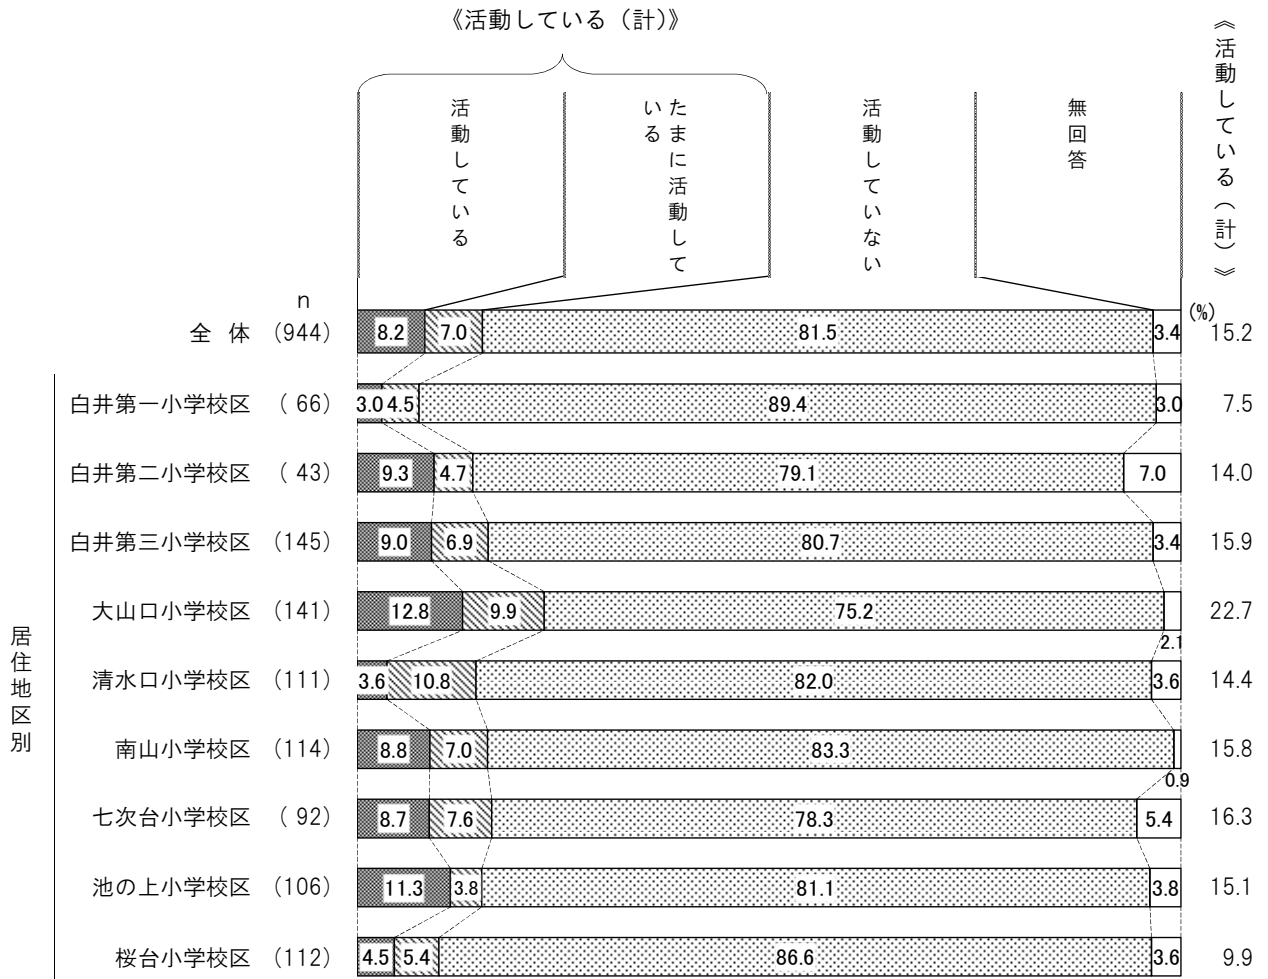 《活動している（計）》
活動している
たまに活動して
いる
活動していない
無回答
《活動している（計）》
n
(%)
全 体 (944) 8.2 7.0 81.5 3.4 15.2
居住地区別
白井第一小学校区 ( 66) 3.0 4.5 89.4 3.0 7.5
白井第二小学校区 ( 43) 9.3 4.7 79.1 7.0 14.0
白井第三小学校区 (145) 9.0 6.9 80.7 3.4 15.9
大山口小学校区 (141) 12.8 9.9 75.2 2.1 22.7
清水口小学校区 (111) 3.6 10.8 82.0 3.6 14.4
南山小学校区 (114) 8.8 7.0 83.3 0.9 15.8
七次台小学校区 ( 92) 8.7 7.6 78.3 5.4 16.3
池の上小学校区 (106) 11.3 3.8 81.1 3.8 15.1
桜台小学校区 (112) 4.5 5.4 86.6 3.6 9.9